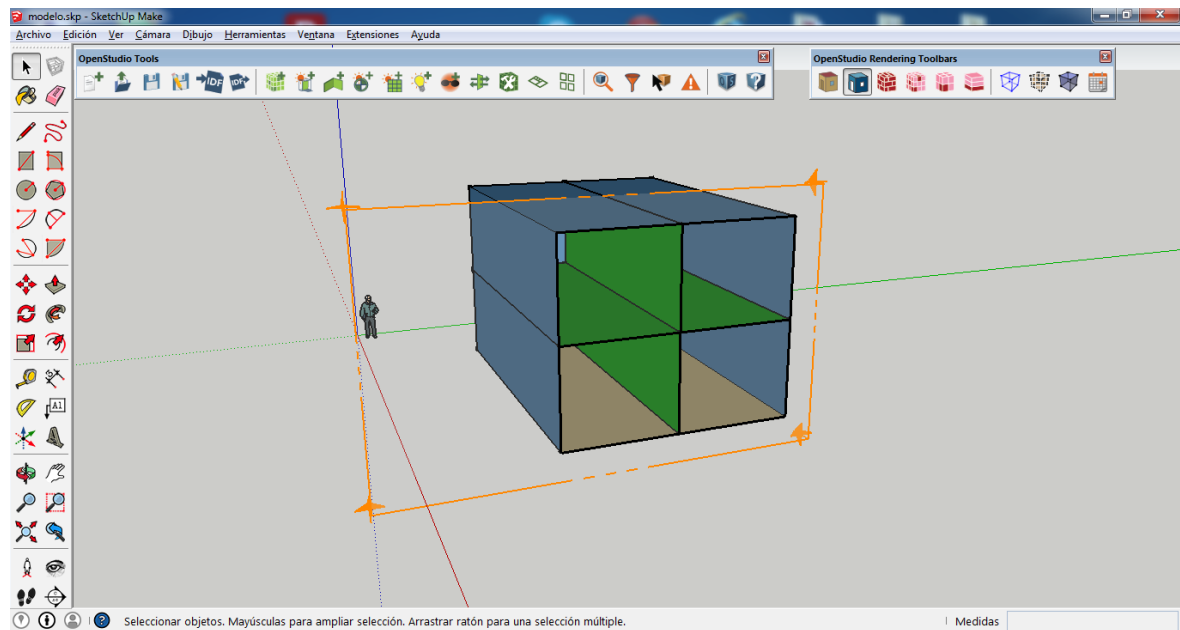 modelo.skp - SketchUp Make
Archivo Edición Ver Cámara Dibujo Herramientas Ventana Extensiones Ayuda
OpenStudio Tools
OpenStudio Rendering Toolbars
IDF
IDF
OS
?
A1
? Seleccionar objetos. Mayúsculas para ampliar selección. Arrastrar ratón para una selección múltiple.
Medidas